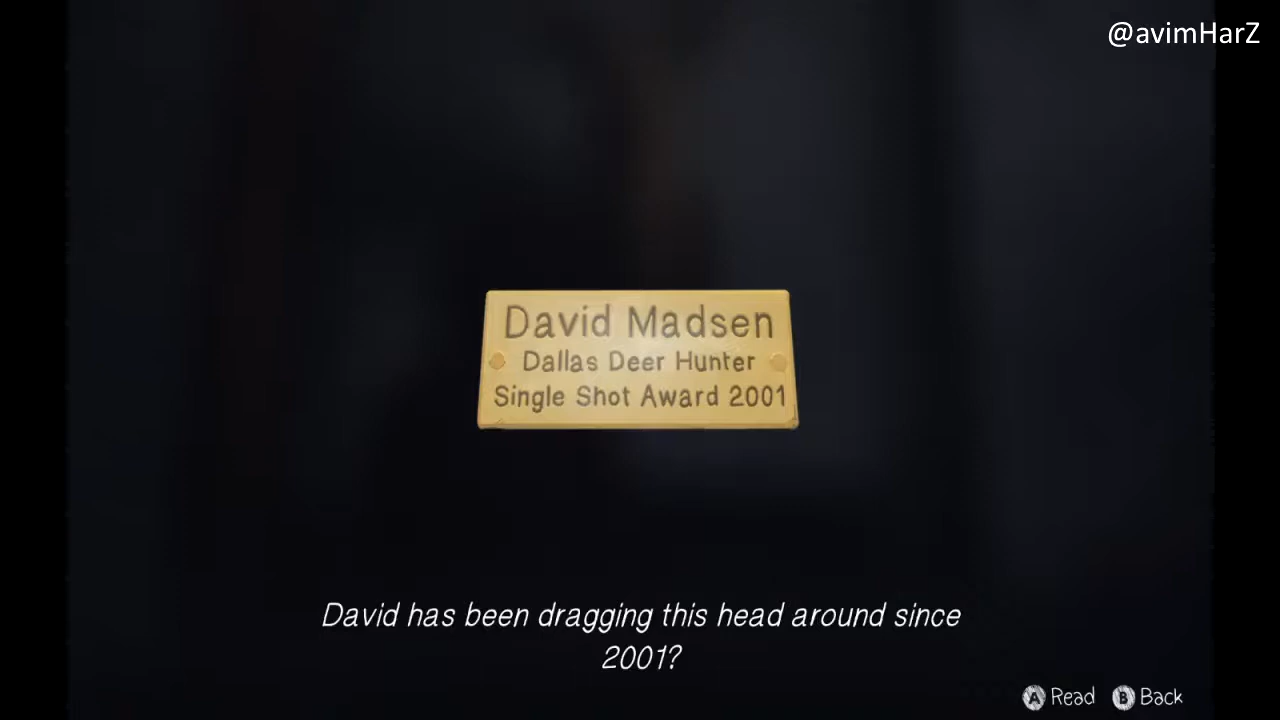 @avimHarZ
David Madsen
Dallas Deer Hunter
Single Shot Award 2001
David has been dragging this head around since
2001?
A Read B Back